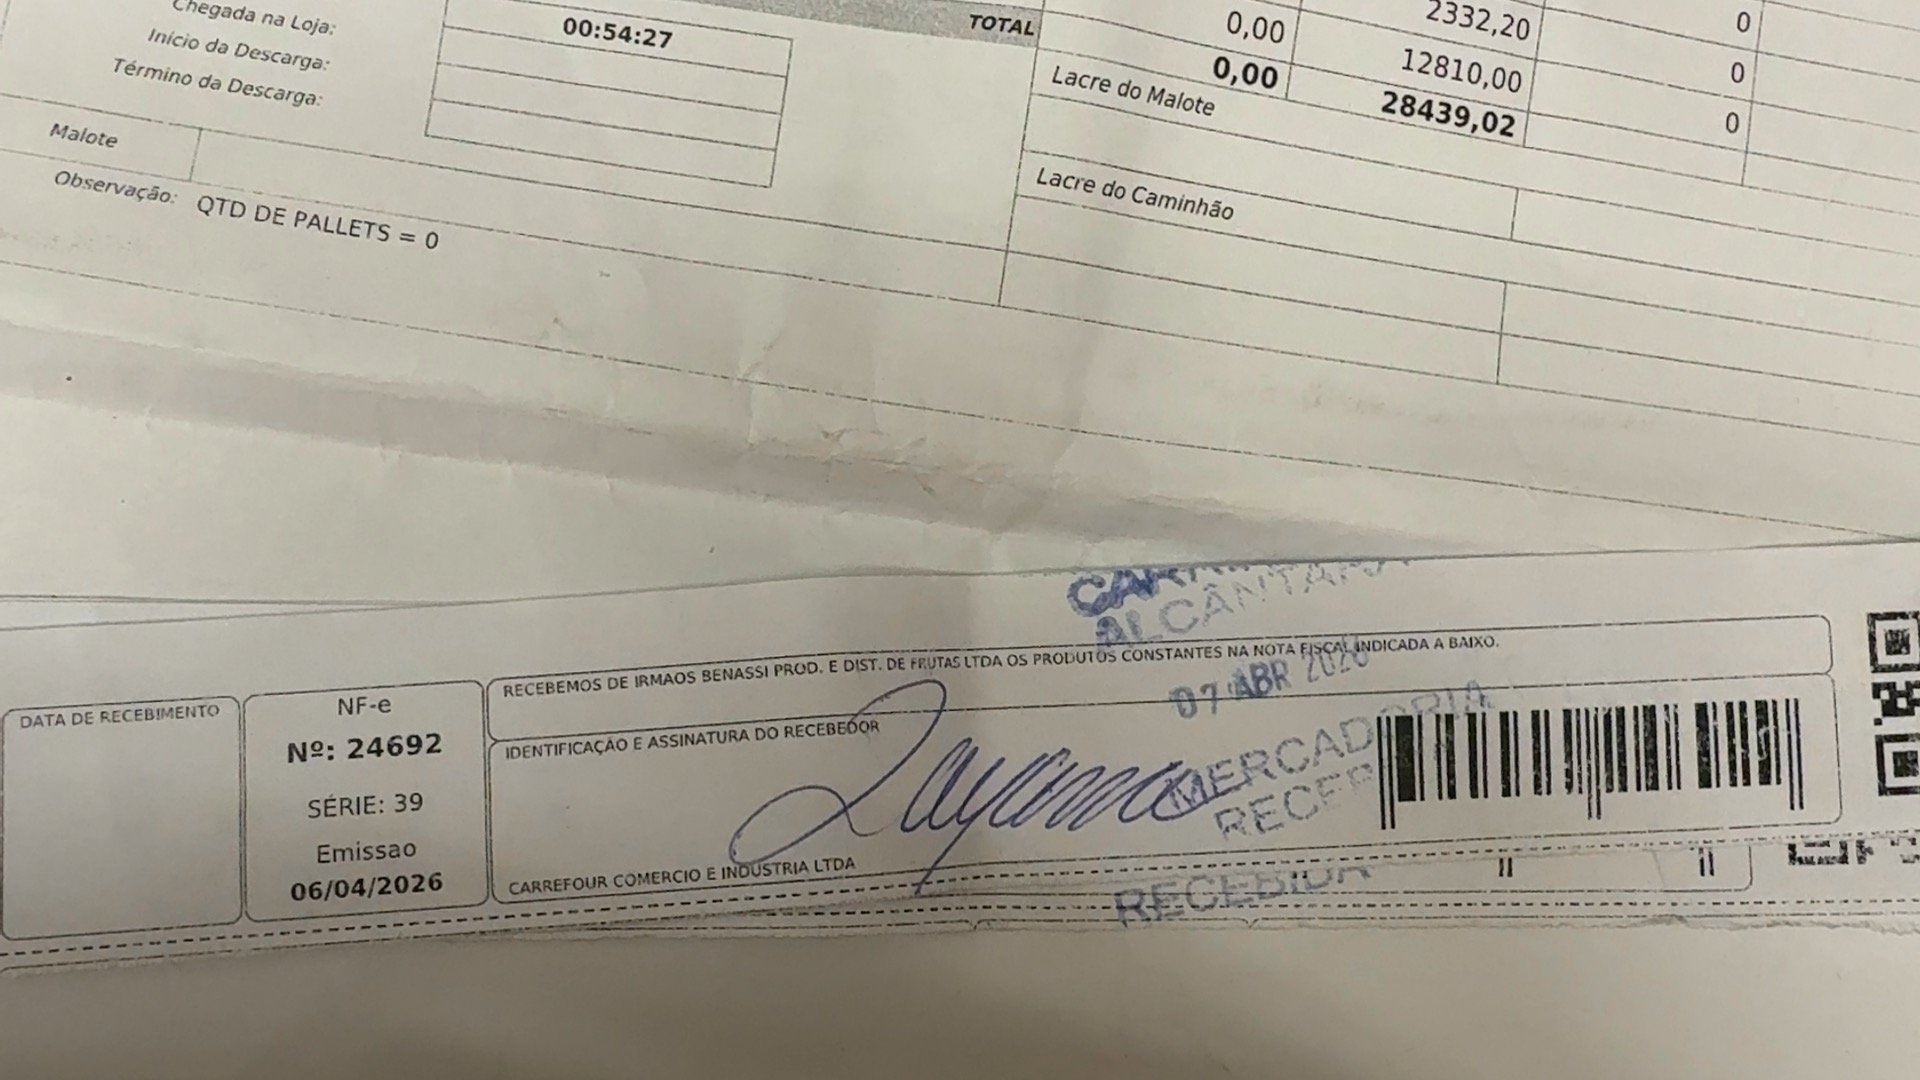 Chegada na Loja:
00:54:27
Início da Descarga:
Término da Descarga:
TOTAL
2332,20
0
0,00
12810,00
0
0,00
28439,02
0
Lacre do Malote
Lacre do Caminhão
Malote
Observação: QTD DE PALLETS = 0
ALCÂNTARA
RECEBEMOS DE IRMAOS BENASSI PROD. E DIST. DE FRUTAS LTDA OS PRODUTOS CONSTANTES NA NOTA FISCAL INDICADA A BAIXO.
07 ABR 2026
DATA DE RECEBIMENTO
NF-e
Nº: 24692
SÉRIE: 39
Emissao
06/04/2026
IDENTIFICAÇÃO E ASSINATURA DO RECEBEDOR
MERCADORIA
CARREFOUR COMERCIO E INDUSTRIA LTDA
RECEBIDA